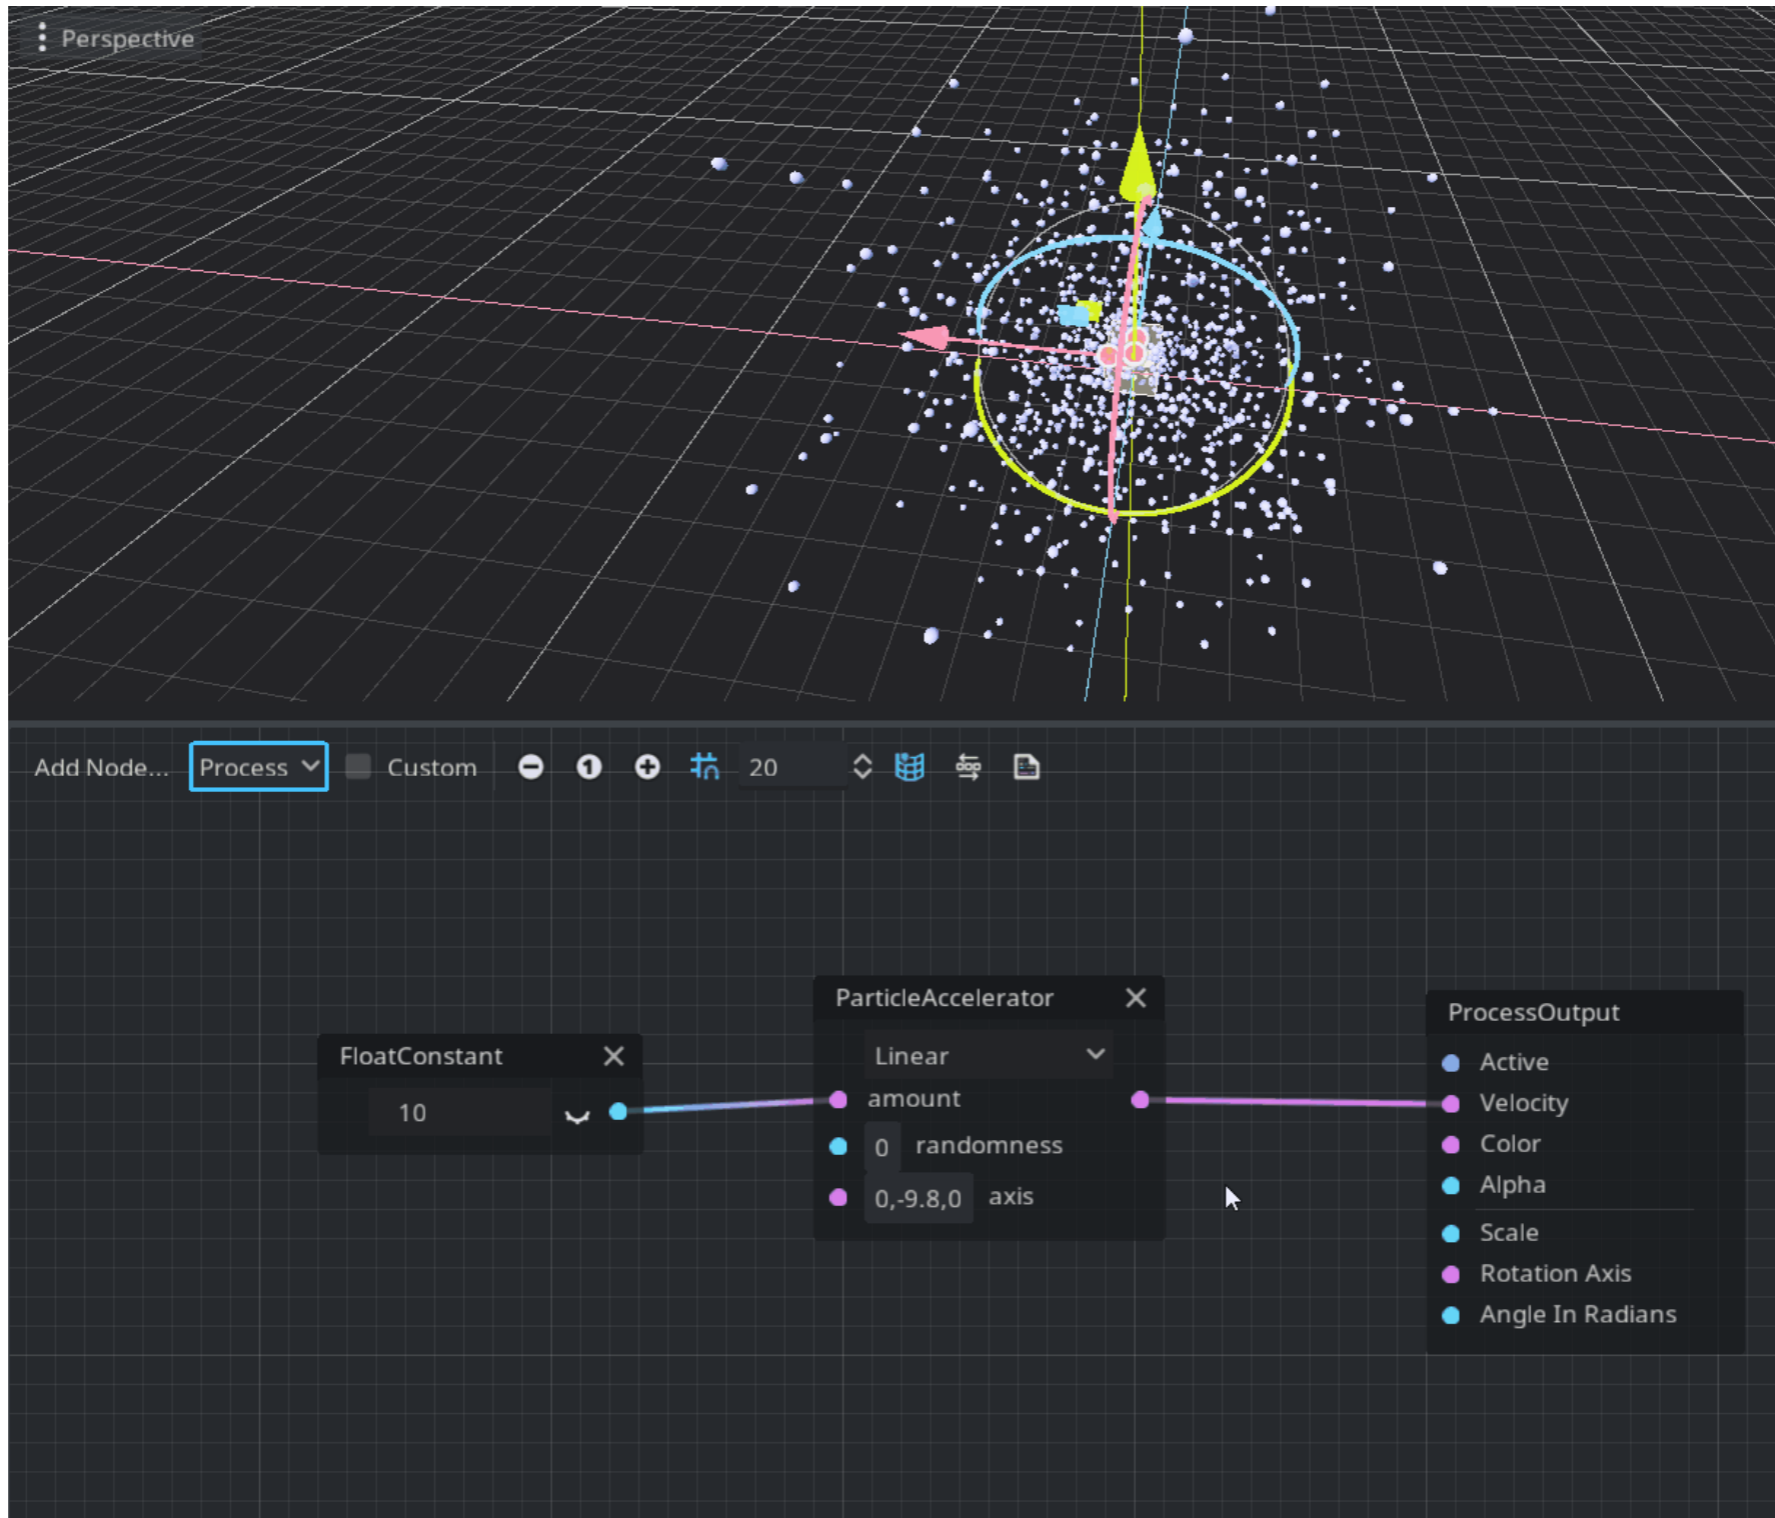 Perspective
Add Node... Process Custom 1 20
ParticleAccelerator
Linear
amount
0 randomness
0,-9.8,0 axis
FloatConstant
10
ProcessOutput
Active
Velocity
Color
Alpha
Scale
Rotation Axis
Angle In Radians